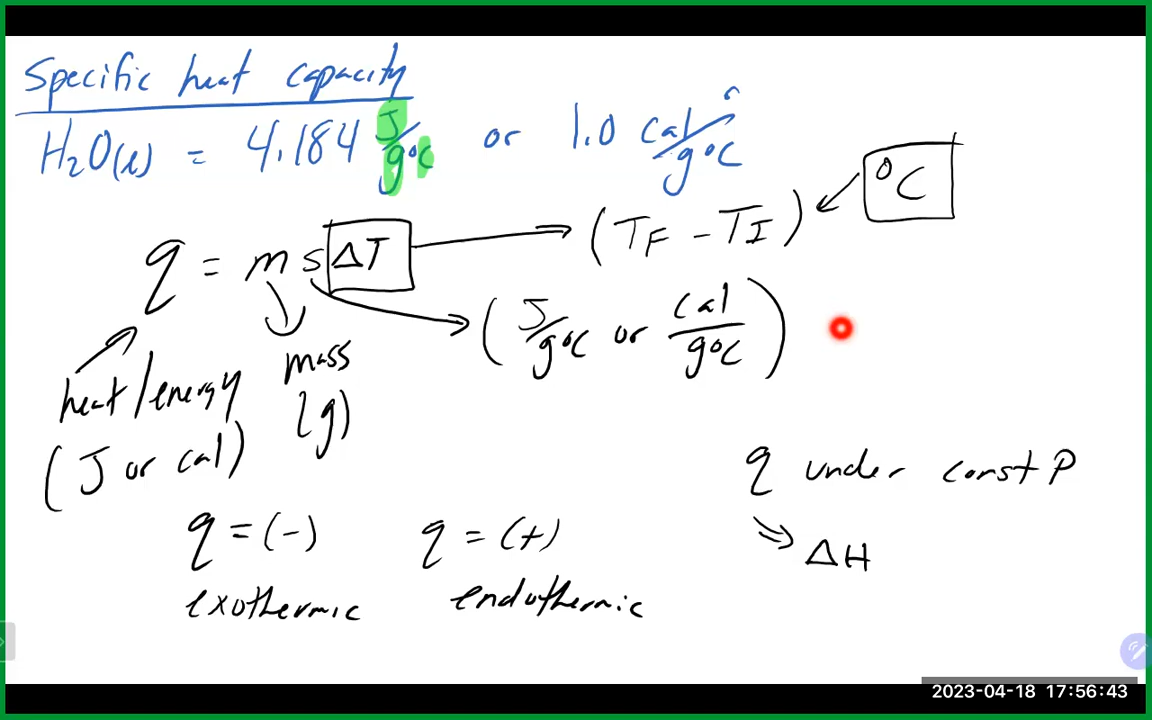 Specific heat capacity
H₂O(l) = 4.184 J/g°C or 1.0 cal/g°C
°C
q = m s ΔT → (TF - TI)
(J/g°C or cal/g°C)
heat/energy
(J or cal)
mass
(g)
q under const P
⇒ ΔH
q = (-) q = (+)
exothermic endothermic
2023-04-18 17:56:43